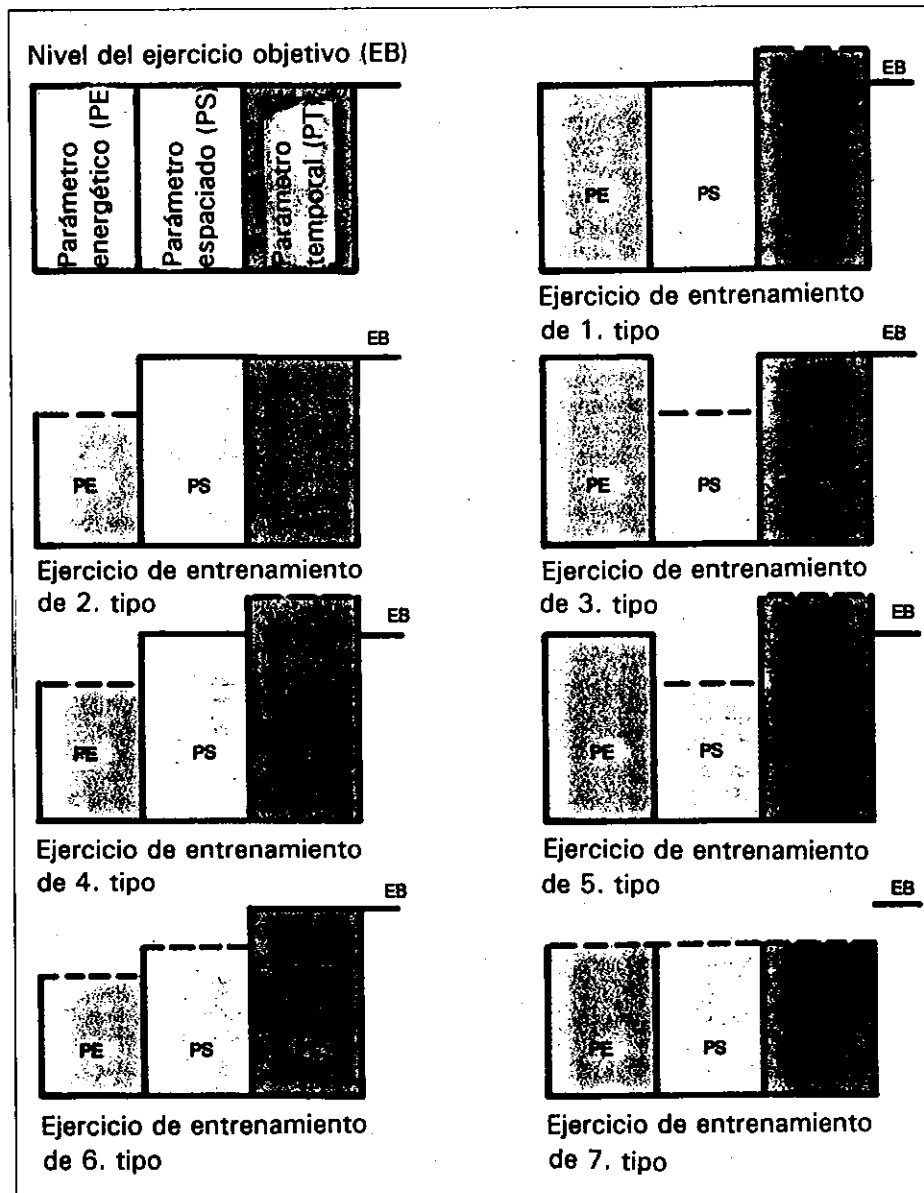 Nivel del ejercicio objetivo (EB)
Parámetro
energético (PE)
Parámetro
espaciado (PS)
Parámetro
temporal (PT)
EB
PE
PS
Ejercicio de entrenamiento
de 1. tipo
EB
PE
PS
Ejercicio de entrenamiento
de 2. tipo
EB
PE
PS
Ejercicio de entrenamiento
de 3. tipo
EB
PE
PS
Ejercicio de entrenamiento
de 4. tipo
EB
PE
PS
Ejercicio de entrenamiento
de 5. tipo
EB
PE
PS
Ejercicio de entrenamiento
de 6. tipo
EB
PE
PS
Ejercicio de entrenamiento
de 7. tipo